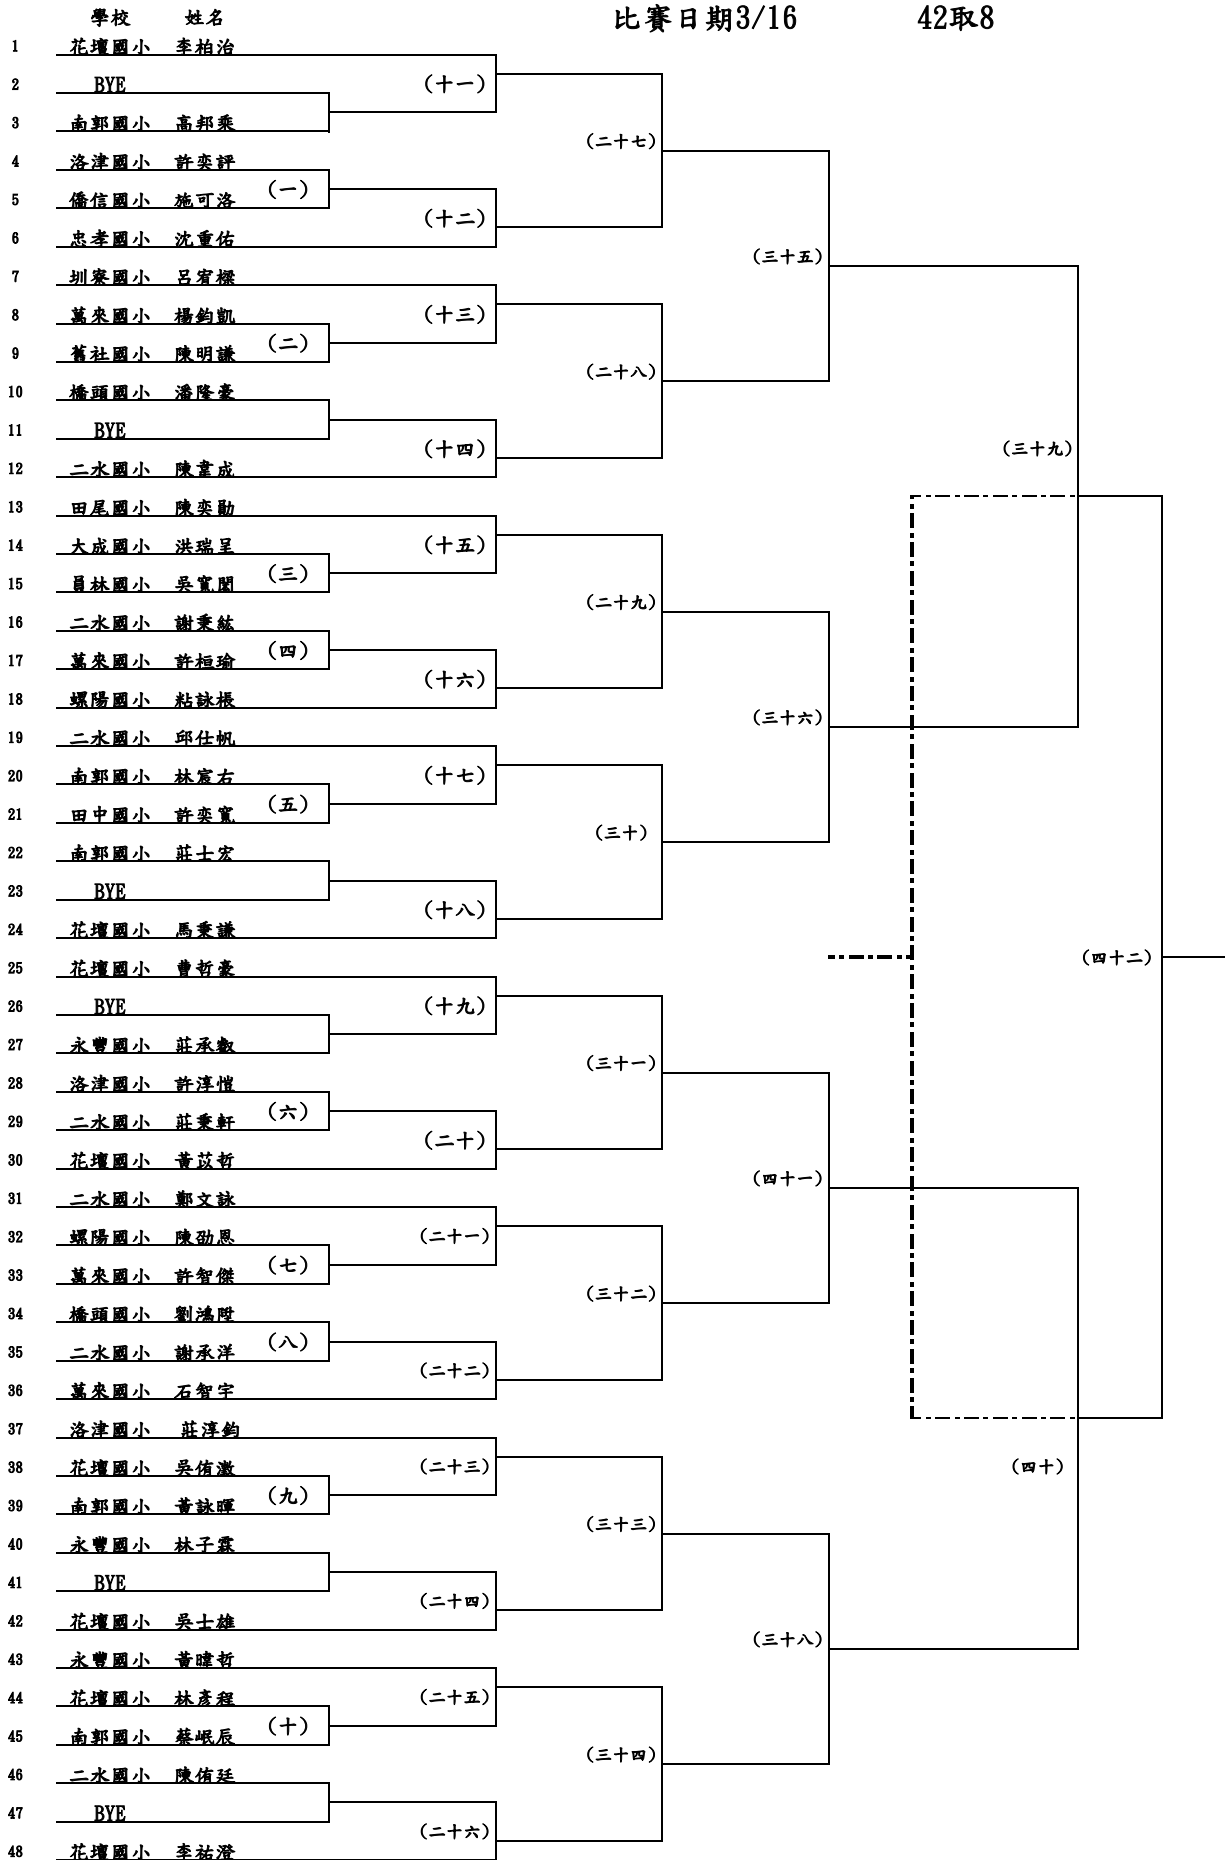 學校 姓名 比賽日期3/16 42取8
1 花壇國小 李柏治
2 BYE (十一)
3 南郭國小 高邦乘
(二十七)
4 洛津國小 許奕評
(一)
5 僑信國小 施可洛
(十二)
6 忠孝國小 沈重佑
(三十五)
7 圳寮國小 呂宥樑
8 萬來國小 楊鈞凱 (十三)
(二)
9 舊社國小 陳明謙
(二十八)
10 橋頭國小 潘隆豪
11 BYE
(十四) (三十九)
12 二水國小 陳韋成
13 田尾國小 陳奕勛
14 大成國小 洪瑞呈 (十五)
(三)
15 員林國小 吳寬閎
(二十九)
16 二水國小 謝秉紘
(四)
17 萬來國小 許桓瑜
(十六)
18 螺陽國小 粘詠棖
(三十六)
19 二水國小 邱仕帆
20 南郭國小 林宸右 (十七)
(五)
21 田中國小 許奕寬
(三十)
22 南郭國小 莊士宏
23 BYE
(十八)
24 花壇國小 馬秉謙
(四十二)
25 花壇國小 曹哲豪
26 BYE (十九)
27 永豐國小 莊承叡
(三十一)
28 洛津國小 許淳愷
(六)
29 二水國小 莊秉軒
(二十)
30 花壇國小 黃苡哲
(四十一)
31 二水國小 鄭文詠
32 螺陽國小 陳劭恩 (二十一)
(七)
33 萬來國小 許智傑
(三十二)
34 橋頭國小 劉鴻陞
(八)
35 二水國小 謝承洋
(二十二)
36 萬來國小 石智宇
37 洛津國小 莊淳鈞
38 花壇國小 吳侑澂 (二十三) (四十)
(九)
39 南郭國小 黃詠暉
(三十三)
40 永豐國小 林子霖
41 BYE
(二十四)
42 花壇國小 吳士雄
(三十八)
43 永豐國小 黃暐哲
44 花壇國小 林彥程 (二十五)
(十)
45 南郭國小 蔡岷辰
(三十四)
46 二水國小 陳侑廷
47 BYE
(二十六)
48 花壇國小 李祐澄